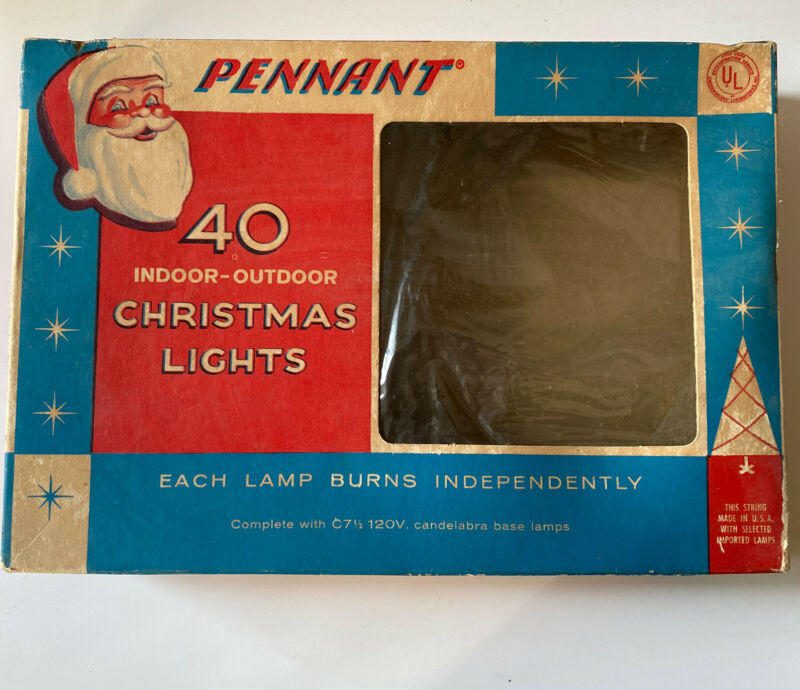 PENNANT®
UL
40
INDOOR-OUTDOOR
CHRISTMAS
LIGHTS
EACH LAMP BURNS INDEPENDENTLY
Complete with C7½ 120V. candelabra base lamps
THIS STRING
MADE IN U.S.A.
WITH SELECTED
IMPORTED LAMPS